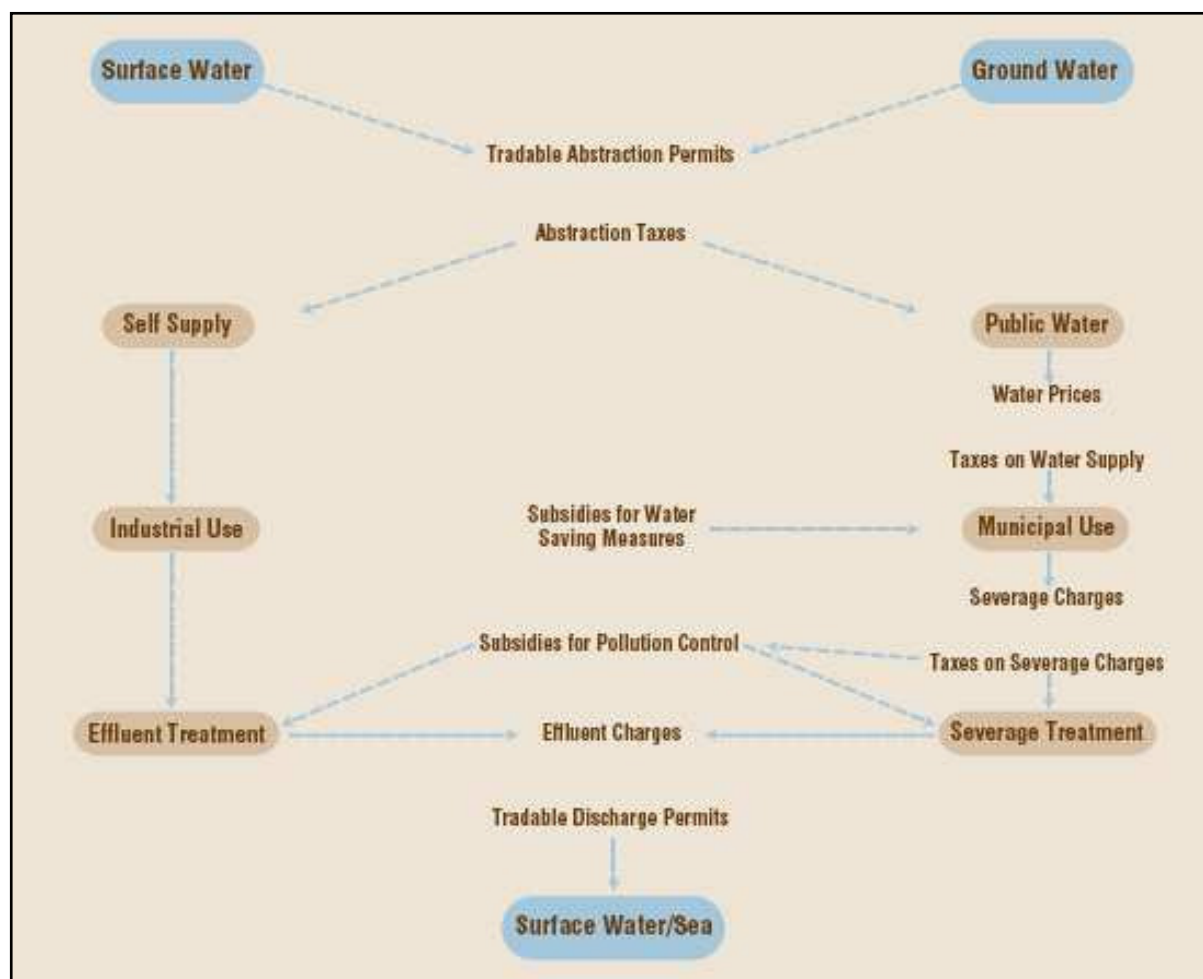 Surface Water
Ground Water
Tradable Abstraction Permits
Abstraction Taxes
Self Supply
Public Water
Water Prices
Taxes on Water Supply
Industrial Use
Subsidies for Water
Saving Measures
Municipal Use
Severage Charges
Subsidies for Pollution Control
Taxes on Severage Charges
Effluent Treatment
Effluent Charges
Severage Treatment
Tradable Discharge Permits
Surface Water/Sea